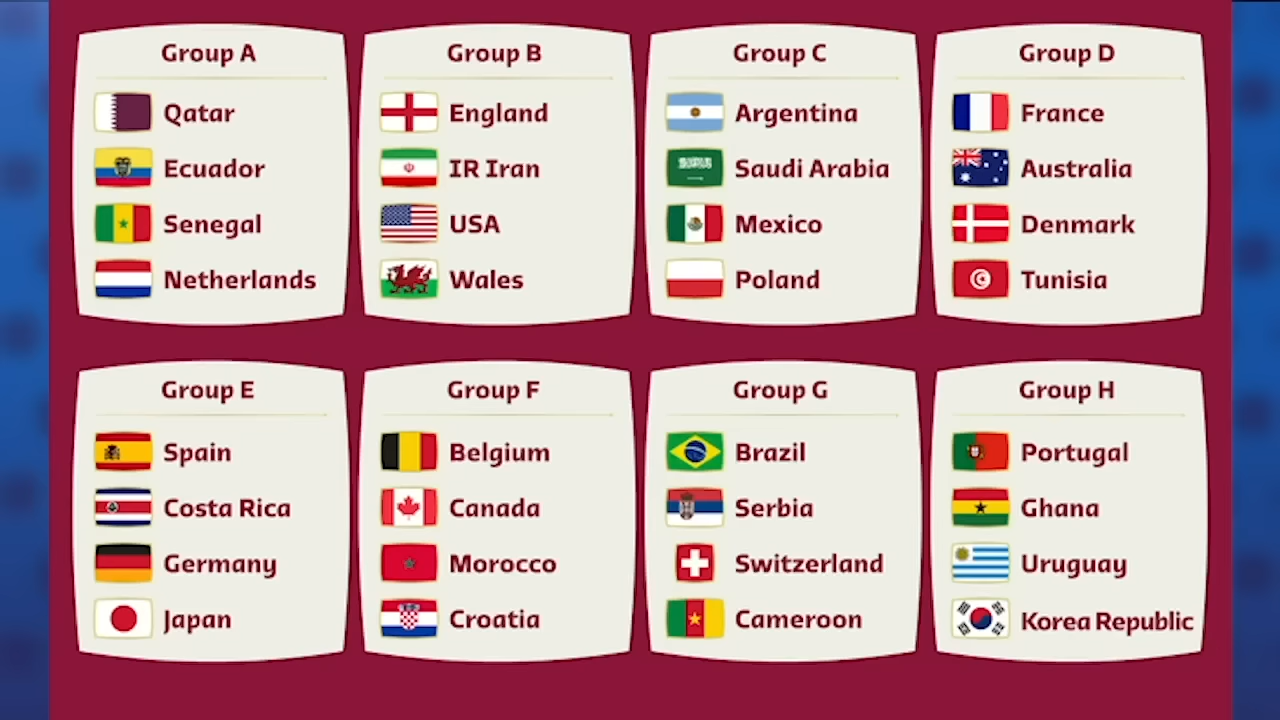 Group A
Qatar
Ecuador
Senegal
Netherlands
Group B
England
IR Iran
USA
Wales
Group C
Argentina
Saudi Arabia
Mexico
Poland
Group D
France
Australia
Denmark
Tunisia
Group E
Spain
Costa Rica
Germany
Japan
Group F
Belgium
Canada
Morocco
Croatia
Group G
Brazil
Serbia
Switzerland
Cameroon
Group H
Portugal
Ghana
Uruguay
Korea Republic